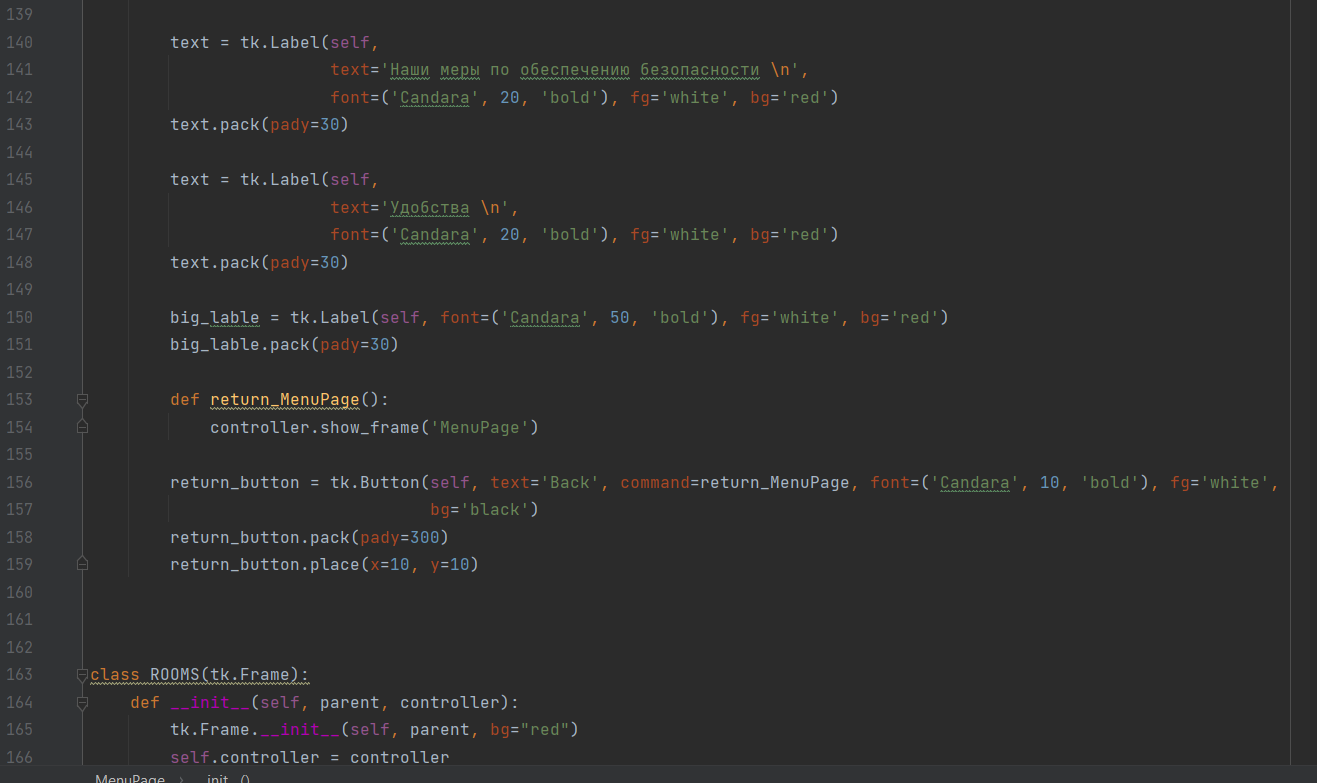 139
140 text = tk.Label(self,
141 text='Наши меры по обеспечению безопасности \n',
142 font=('Candara', 20, 'bold'), fg='white', bg='red')
143 text.pack(pady=30)
144
145 text = tk.Label(self,
146 text='Удобства \n',
147 font=('Candara', 20, 'bold'), fg='white', bg='red')
148 text.pack(pady=30)
149
150 big_lable = tk.Label(self, font=('Candara', 50, 'bold'), fg='white', bg='red')
151 big_lable.pack(pady=30)
152
153 def return_MenuPage():
154 controller.show_frame('MenuPage')
155
156 return_button = tk.Button(self, text='Back', command=return_MenuPage, font=('Candara', 10, 'bold'), fg='white',
157 bg='black')
158 return_button.pack(pady=300)
159 return_button.place(x=10, y=10)
160
161
162
163 class ROOMS(tk.Frame):
164 def __init__(self, parent, controller):
165 tk.Frame.__init__(self, parent, bg="red")
166 self.controller = controller
MenuPage › __init__()